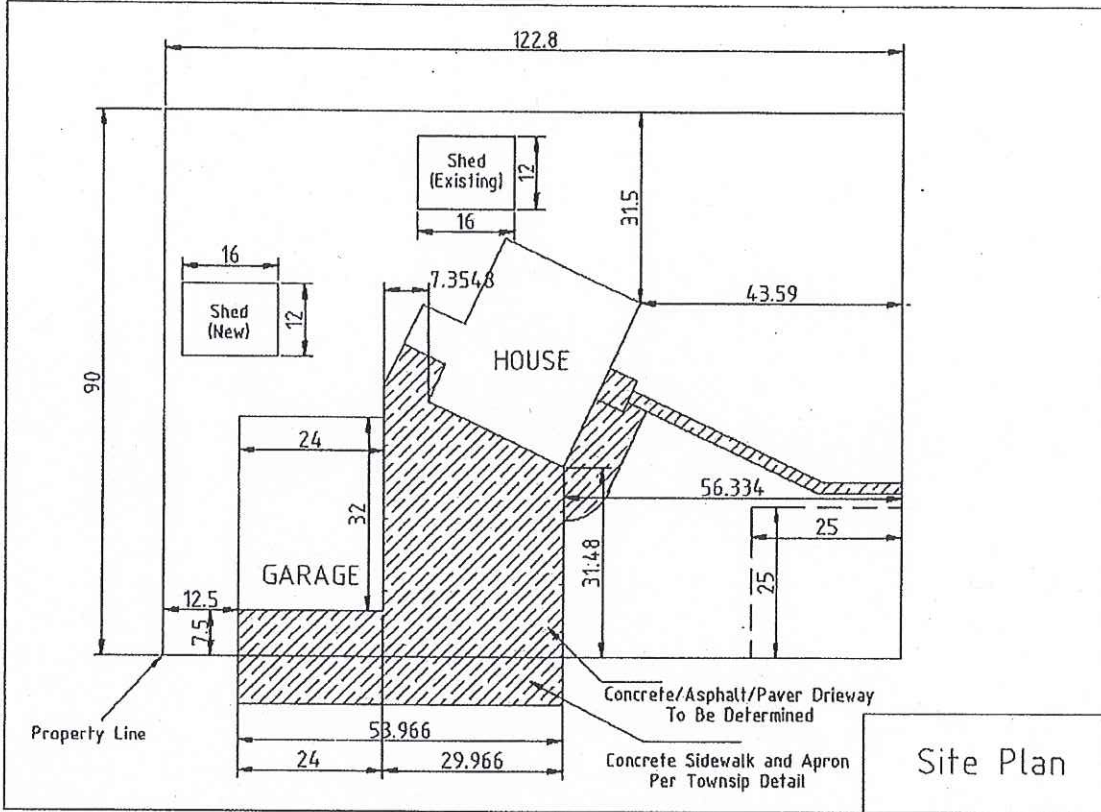 122.8
Shed
(Existing)
12
16
31.5
16
7.3548
43.59
Shed
(New)
12
HOUSE
90
24
32
56.334
25
31.48
25
GARAGE
12.5
7.5
Concrete/Asphalt/Paver Drieway
To Be Determined
Property Line
53.966
24
29.966
Concrete Sidewalk and Apron
Per Townsip Detail
Site Plan